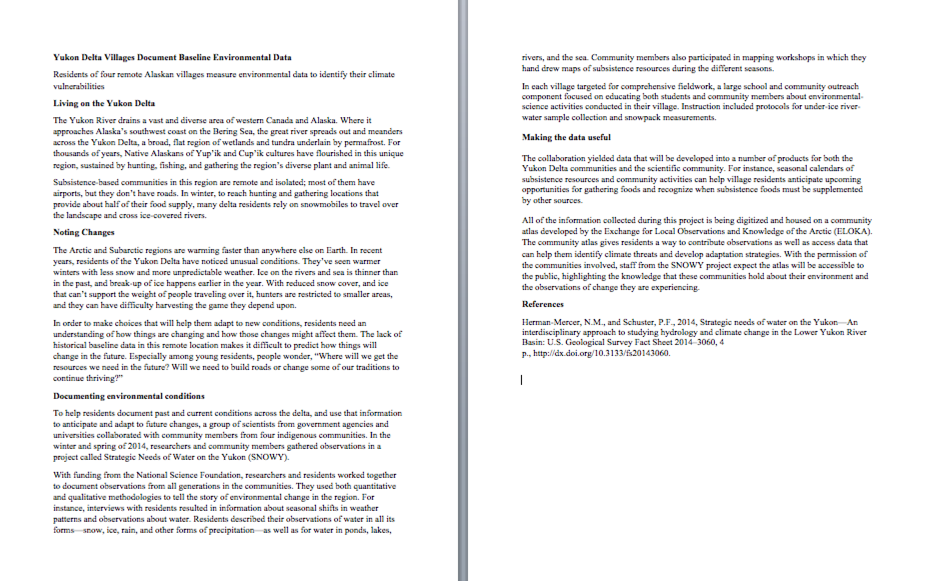 Yukon Delta Villages Document Baseline Environmental Data
Residents of four remote Alaskan villages measure environmental data to identify their climate
vulnerabilities
Living on the Yukon Delta
The Yukon River drains a vast and diverse area of western Canada and Alaska. Where it
approaches Alaska's southwest coast on the Bering Sea, the great river spreads out and meanders
across the Yukon Delta, a broad, flat region of wetlands and tundra underlain by permafrost. For
thousands of years, Native Alaskans of Yup'ik and Cup'ik cultures have flourished in this unique
region, sustained by hunting, fishing, and gathering the region's diverse plant and animal life.
Subsistence-based communities in this region are remote and isolated; most of them have
airports, but they don't have roads. In winter, to reach hunting and gathering locations that
provide about half of their food supply, many delta residents rely on snowmobiles to travel over
the landscape and cross ice-covered rivers.
Noting Changes
The Arctic and Subarctic regions are warming faster than anywhere else on Earth. In recent
years, residents of the Yukon Delta have noticed unusual conditions. They've seen warmer
winters with less snow and more unpredictable weather. Ice on the rivers and sea is thinner than
in the past, and break-up of ice happens earlier in the year. With reduced snow cover, and ice
that can't support the weight of people traveling over it, hunters are restricted to smaller areas,
and they can have difficulty harvesting the game they depend upon.
In order to make choices that will help them adapt to new conditions, residents need an
understanding of how things are changing and how those changes might affect them. The lack of
historical baseline data in this remote location makes it difficult to predict how things will
change in the future. Especially among young residents, people wonder, "Where will we get the
resources we need in the future? Will we need to build roads or change some of our traditions to
continue thriving?"
Documenting environmental conditions
To help residents document past and current conditions across the delta, and use that information
to anticipate and adapt to future changes, a group of scientists from government agencies and
universities collaborated with community members from four indigenous communities. In the
winter and spring of 2014, researchers and community members gathered observations in a
project called Strategic Needs of Water on the Yukon (SNOWY).
With funding from the National Science Foundation, researchers and residents worked together
to document observations from all generations in the communities. They used both quantitative
and qualitative methodologies to tell the story of environmental change in the region. For
instance, interviews with residents resulted in information about seasonal shifts in weather
patterns and observations about water. Residents described their observations of water in all its
forms—snow, ice, rain, and other forms of precipitation—as well as for water in ponds, lakes,
rivers, and the sea. Community members also participated in mapping workshops in which they
hand drew maps of subsistence resources during the different seasons.
In each village targeted for comprehensive fieldwork, a large school and community outreach
component focused on educating both students and community members about environmental-
science activities conducted in their village. Instruction included protocols for under-ice river-
water sample collection and snowpack measurements.
Making the data useful
The collaboration yielded data that will be developed into a number of products for both the
Yukon Delta communities and the scientific community. For instance, seasonal calendars of
subsistence resources and community activities can help village residents anticipate upcoming
opportunities for gathering foods and recognize when subsistence foods must be supplemented
by other sources.
All of the information collected during this project is being digitized and housed on a community
atlas developed by the Exchange for Local Observations and Knowledge of the Arctic (ELOKA).
The community atlas gives residents a way to contribute observations as well as access data that
can help them identify climate threats and develop adaptation strategies. With the permission of
the communities involved, staff from the SNOWY project expect the atlas will be accessible to
the public, highlighting the knowledge that these communities hold about their environment and
the observations of change they are experiencing.
References
Herman-Mercer, N.M., and Schuster, P.F., 2014, Strategic needs of water on the Yukon—An
interdisciplinary approach to studying hydrology and climate change in the Lower Yukon River
Basin: U.S. Geological Survey Fact Sheet 2014–3060, 4
p., http://dx.doi.org/10.3133/fs20143060.